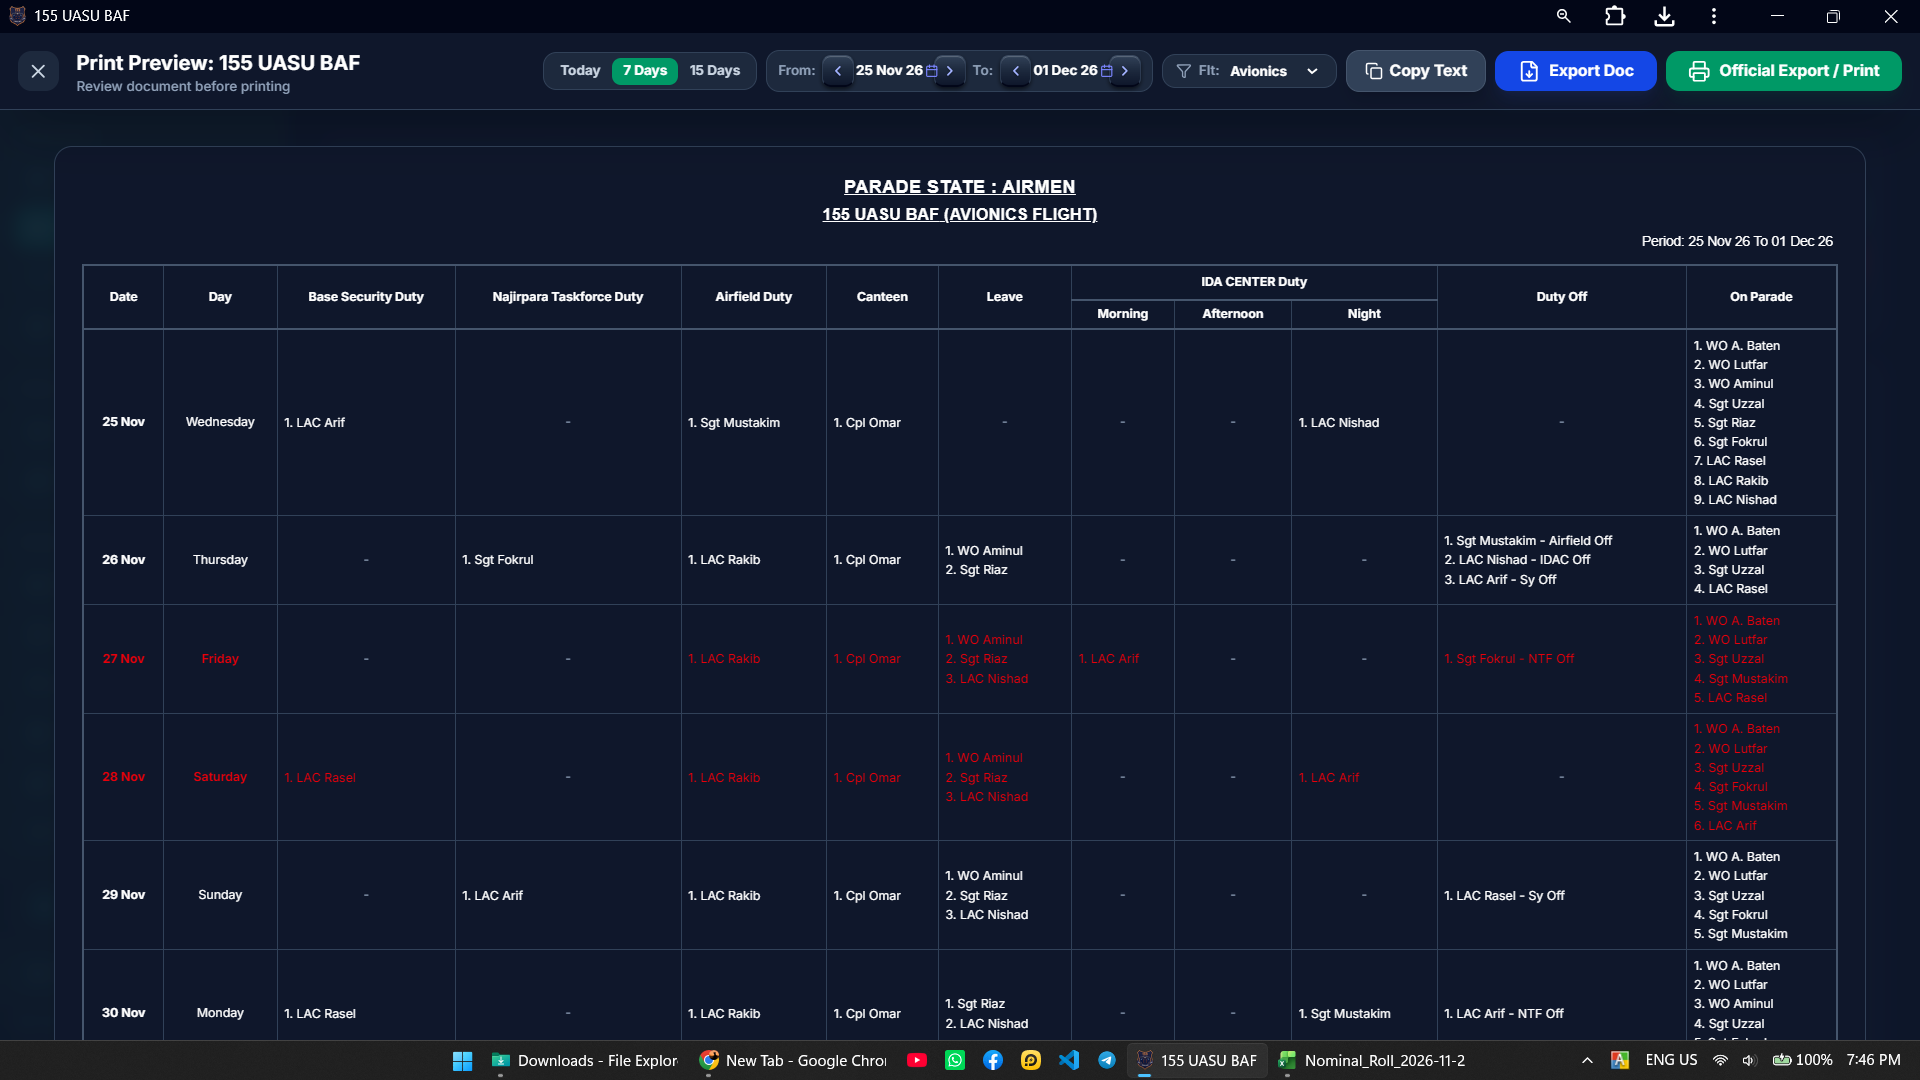 155 UASU BAF
Print Preview: 155 UASU BAF
Review document before printing
Today 7 Days 15 Days
From: 25 Nov 26 To: 01 Dec 26
Flt: Avionics
Copy Text
Export Doc
Official Export / Print
PARADE STATE : AIRMEN
155 UASU BAF (AVIONICS FLIGHT)
Period: 25 Nov 26 To 01 Dec 26
Date Day Base Security Duty Najirpara Taskforce Duty Airfield Duty Canteen Leave IDA CENTER Duty Duty Off On Parade
Morning Afternoon Night
25 Nov Wednesday 1. LAC Arif - 1. Sgt Mustakim 1. Cpl Omar - - - 1. LAC Nishad -
1. WO A. Baten
2. WO Lutfar
3. WO Aminul
4. Sgt Uzzal
5. Sgt Riaz
6. Sgt Fokrul
7. LAC Rasel
8. LAC Rakib
9. LAC Nishad
26 Nov Thursday - 1. Sgt Fokrul 1. LAC Rakib 1. Cpl Omar
1. WO Aminul
2. Sgt Riaz
- - -
1. Sgt Mustakim - Airfield Off
2. LAC Nishad - IDAC Off
3. LAC Arif - Sy Off
1. WO A. Baten
2. WO Lutfar
3. Sgt Uzzal
4. LAC Rasel
27 Nov Friday - - 1. LAC Rakib 1. Cpl Omar
1. WO Aminul
2. Sgt Riaz
3. LAC Nishad
1. LAC Arif - - 1. Sgt Fokrul - NTF Off
1. WO A. Baten
2. WO Lutfar
3. Sgt Uzzal
4. Sgt Mustakim
5. LAC Rasel
28 Nov Saturday 1. LAC Rasel - 1. LAC Rakib 1. Cpl Omar
1. WO Aminul
2. Sgt Riaz
3. LAC Nishad
- - 1. LAC Arif -
1. WO A. Baten
2. WO Lutfar
3. Sgt Uzzal
4. Sgt Fokrul
5. Sgt Mustakim
6. LAC Arif
29 Nov Sunday - 1. LAC Arif 1. LAC Rakib 1. Cpl Omar
1. WO Aminul
2. Sgt Riaz
3. LAC Nishad
- - - 1. LAC Rasel - Sy Off
1. WO A. Baten
2. WO Lutfar
3. Sgt Uzzal
4. Sgt Fokrul
5. Sgt Mustakim
30 Nov Monday 1. LAC Rasel - 1. LAC Rakib 1. Cpl Omar
1. Sgt Riaz
2. LAC Nishad
- - 1. Sgt Mustakim 1. LAC Arif - NTF Off
1. WO A. Baten
2. WO Lutfar
3. WO Aminul
4. Sgt Uzzal
Downloads - File Explor
New Tab - Google Chro
155 UASU BAF
Nominal_Roll_2026-11-2
ENG US
100%
7:46 PM